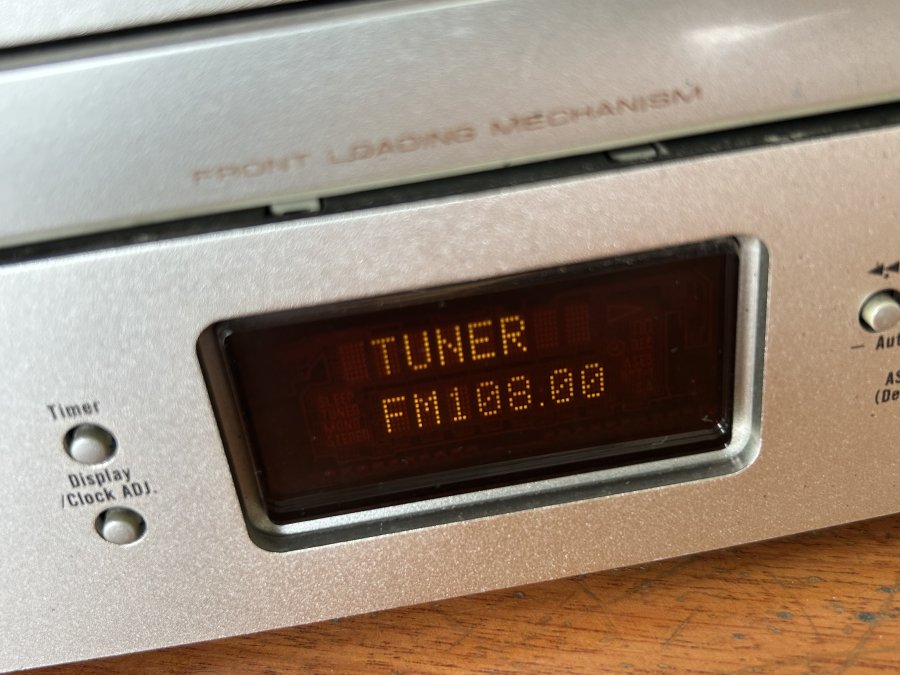 FRONT LOADING MECHANISM
TUNER
FM108.00
Timer
Display
/Clock ADJ.